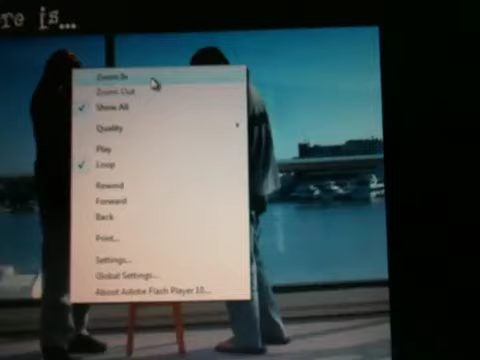 ere is...
Zoom In
Zoom Out
Show All
Quality
Play
Loop
Rewind
Forward
Back
Print...
Settings...
Global Settings...
About Adobe Flash Player 10...